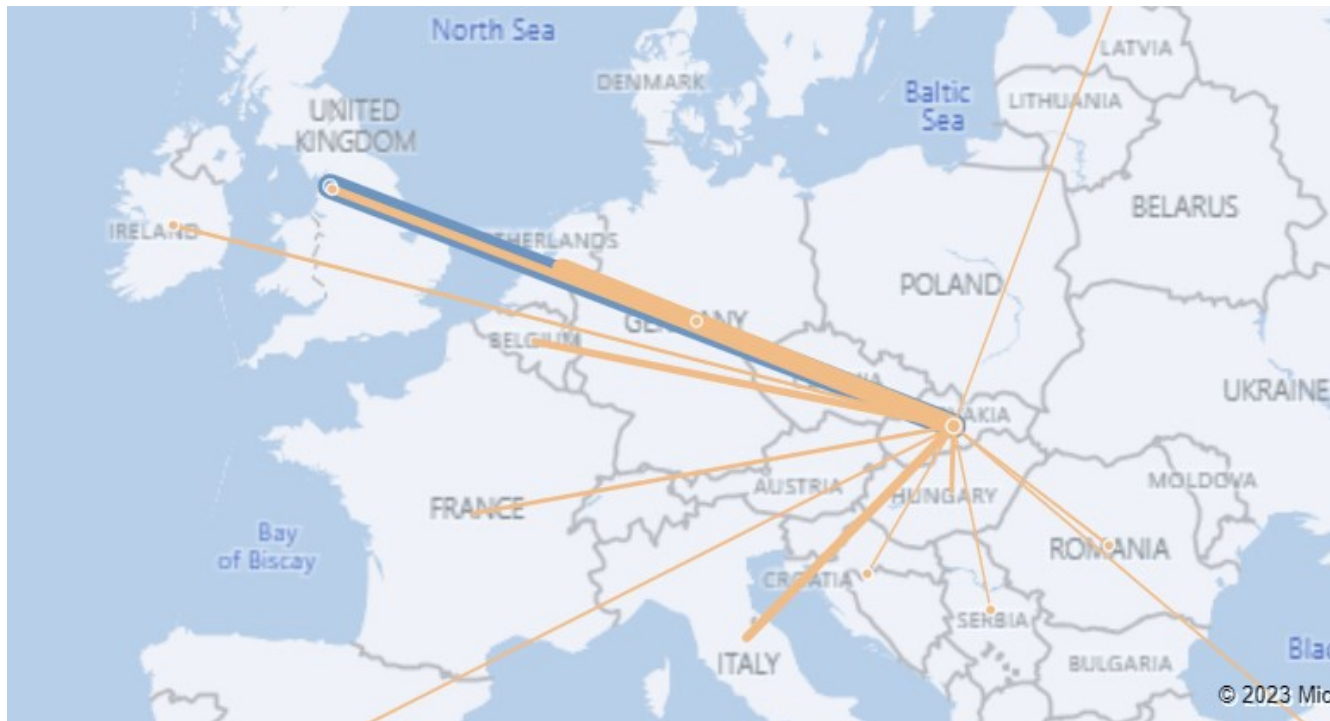 North Sea
LATVIA
DENMARK
LITHUANIA
Baltic
Sea
UNITED
KINGDOM
BELARUS
IRELAND
POLAND
BELGIUM
UKRAINE
MOLDOVA
AUSTRIA
HUNGARY
FRANCE
Bay
of Biscay
ROMANIA
CROATIA
SERBIA
ITALY
BULGARIA
© 2023